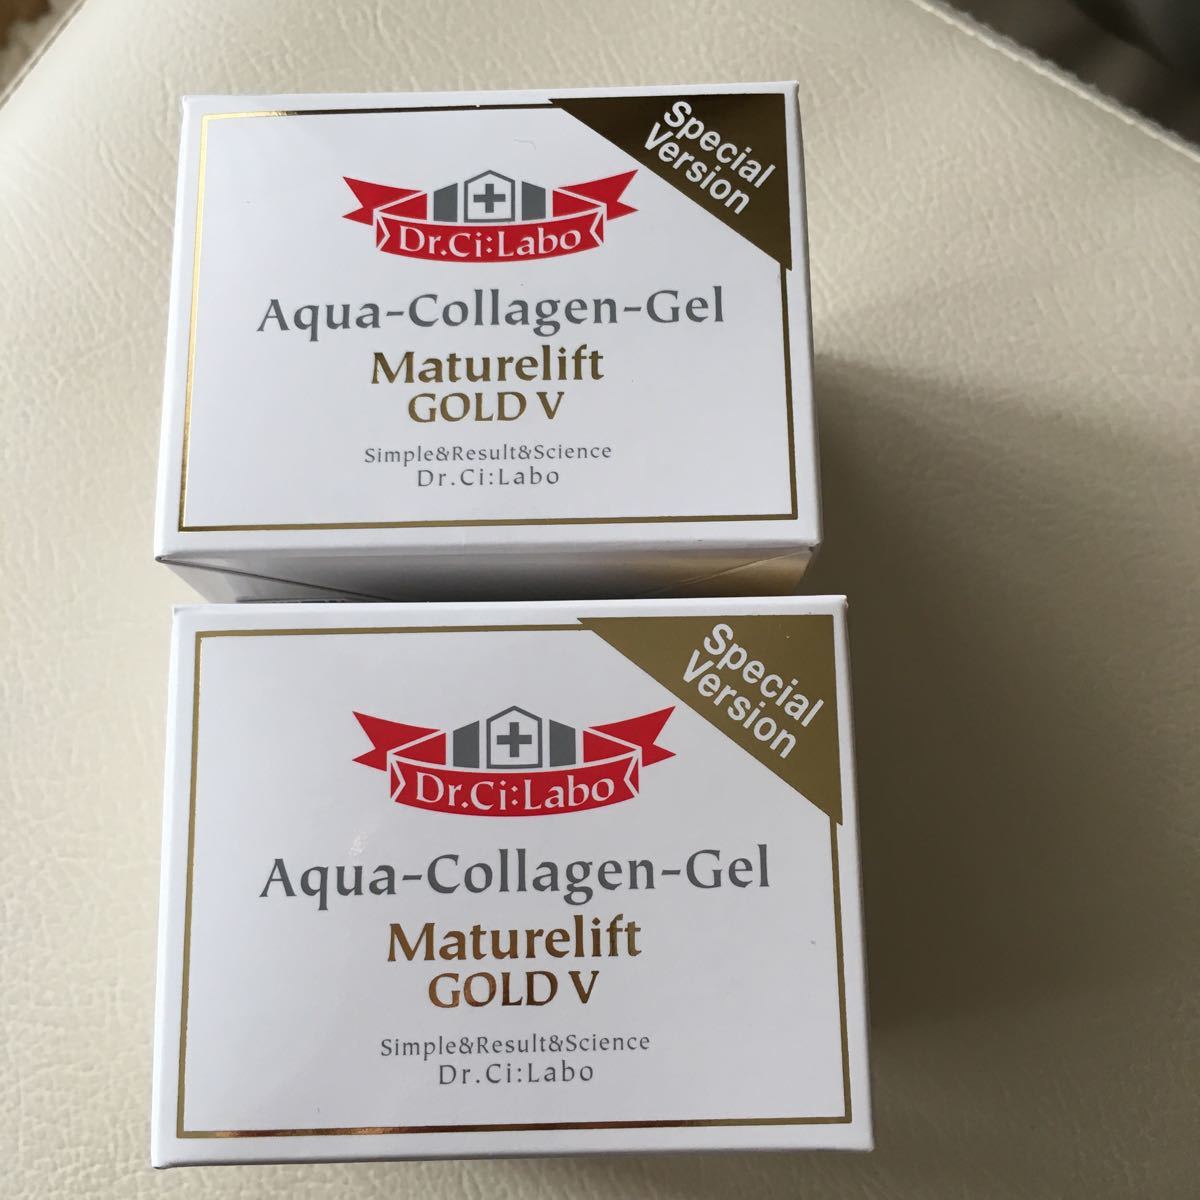 Special
Version
Dr.Ci:Labo
Aqua-Collagen-Gel
Maturelift
GOLD V
Simple&Result&Science
Dr.Ci:Labo
Special
Version
Dr.Ci:Labo
Aqua-Collagen-Gel
Maturelift
GOLD V
Simple&Result&Science
Dr.Ci:Labo